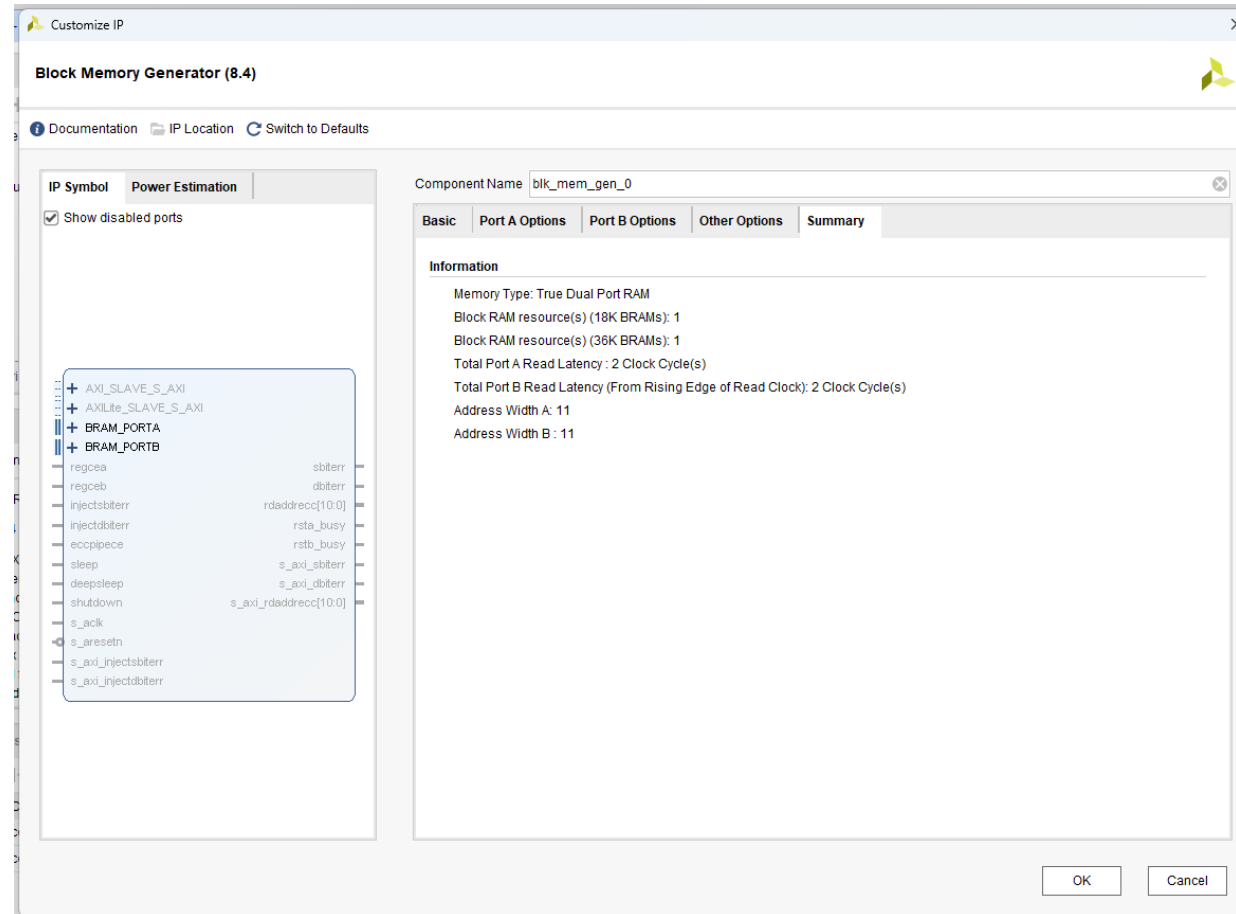 Customize IP
Block Memory Generator (8.4)
Documentation IP Location Switch to Defaults
IP Symbol Power Estimation
Show disabled ports
AXI_SLAVE_S_AXI
AXILite_SLAVE_S_AXI
BRAM_PORTA
BRAM_PORTB
regcea sbiterr
regceb dbiterr
injectsbiterr rdaddrecc[10:0]
injectdbiterr rsta_busy
eccpipece rstb_busy
sleep s_axi_sbiterr
deepsleep s_axi_dbiterr
shutdown s_axi_rdaddrecc[10:0]
s_aclk
s_aresetn
s_axi_injectsbiterr
s_axi_injectdbiterr
Component Name blk_mem_gen_0
Basic Port A Options Port B Options Other Options Summary
Information
Memory Type: True Dual Port RAM
Block RAM resource(s) (18K BRAMs): 1
Block RAM resource(s) (36K BRAMs): 1
Total Port A Read Latency : 2 Clock Cycle(s)
Total Port B Read Latency (From Rising Edge of Read Clock): 2 Clock Cycle(s)
Address Width A: 11
Address Width B : 11
OK Cancel